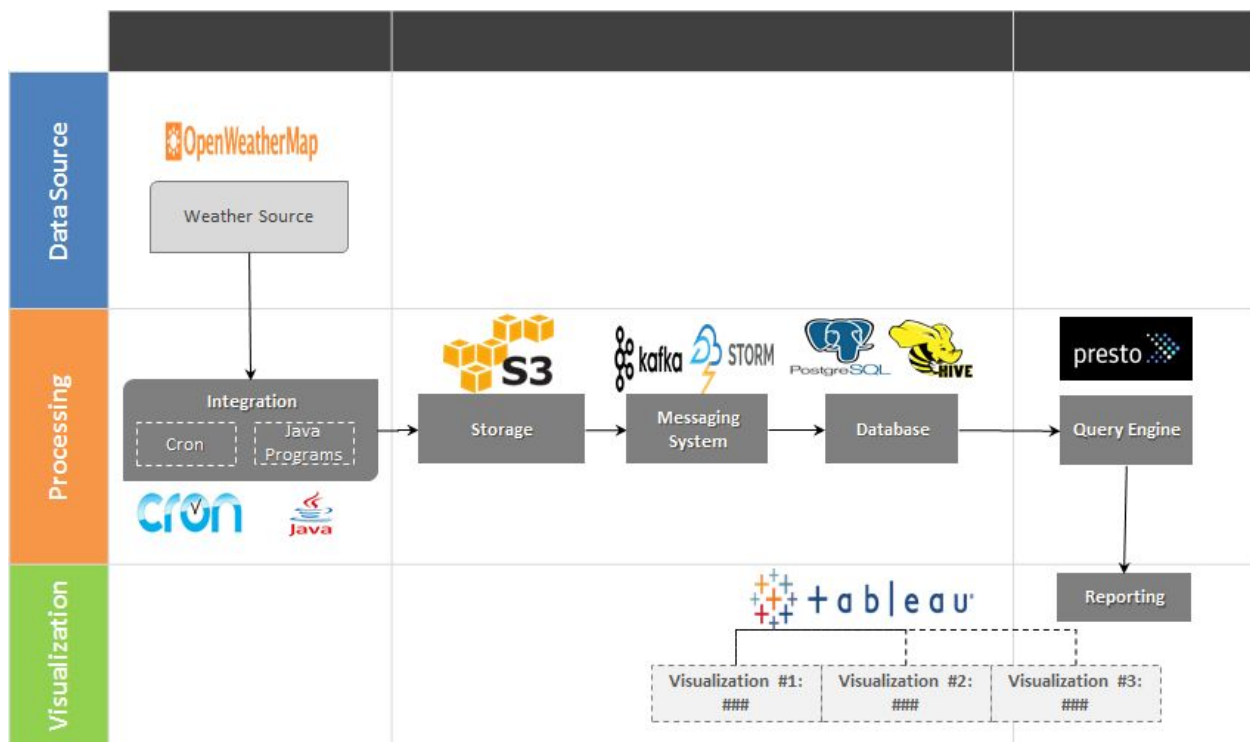 Data Source
OpenWeatherMap
Weather Source
Processing
S3
kafka
STORM
PostgreSQL
HIVE
presto
Integration
Cron
Java
Programs
Storage
Messaging
System
Database
Query Engine
cron
Java
Visualization
tableau
Reporting
Visualization #1:
###
Visualization #2:
###
Visualization #3:
###